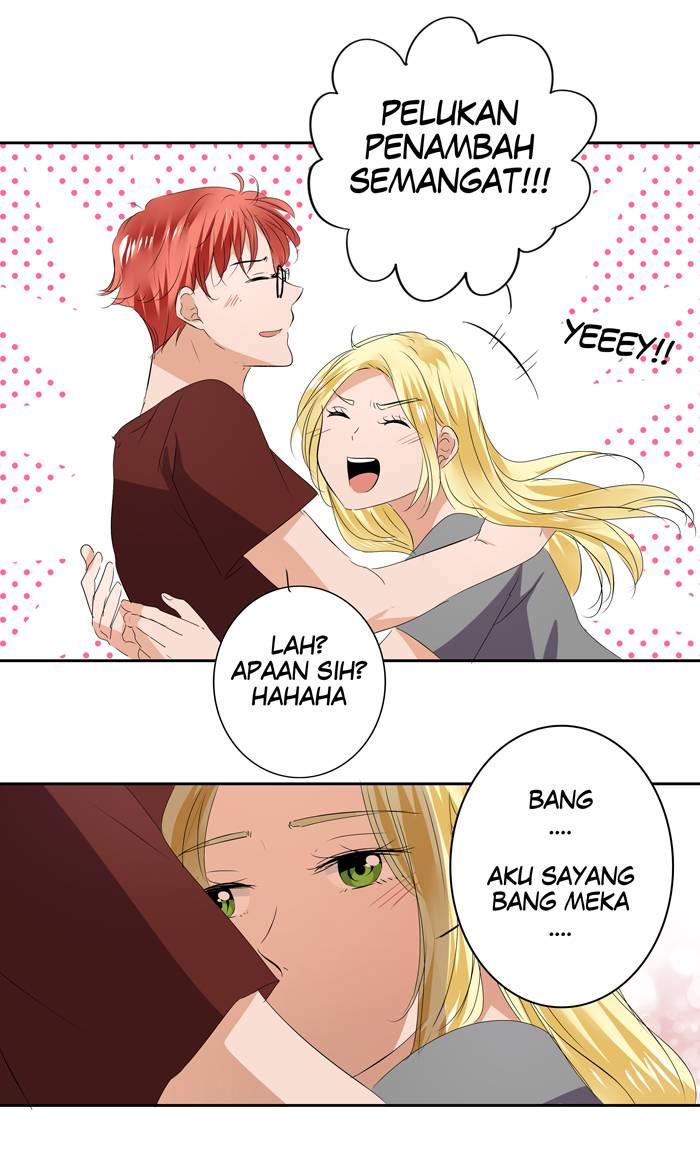 PELUKAN
PENAMBAH
SEMANGAT!!!
YEEEY!!
LAH?
APAAN SIH?
HAHAHA
BANG
....
AKU SAYANG
BANG MEKA
....